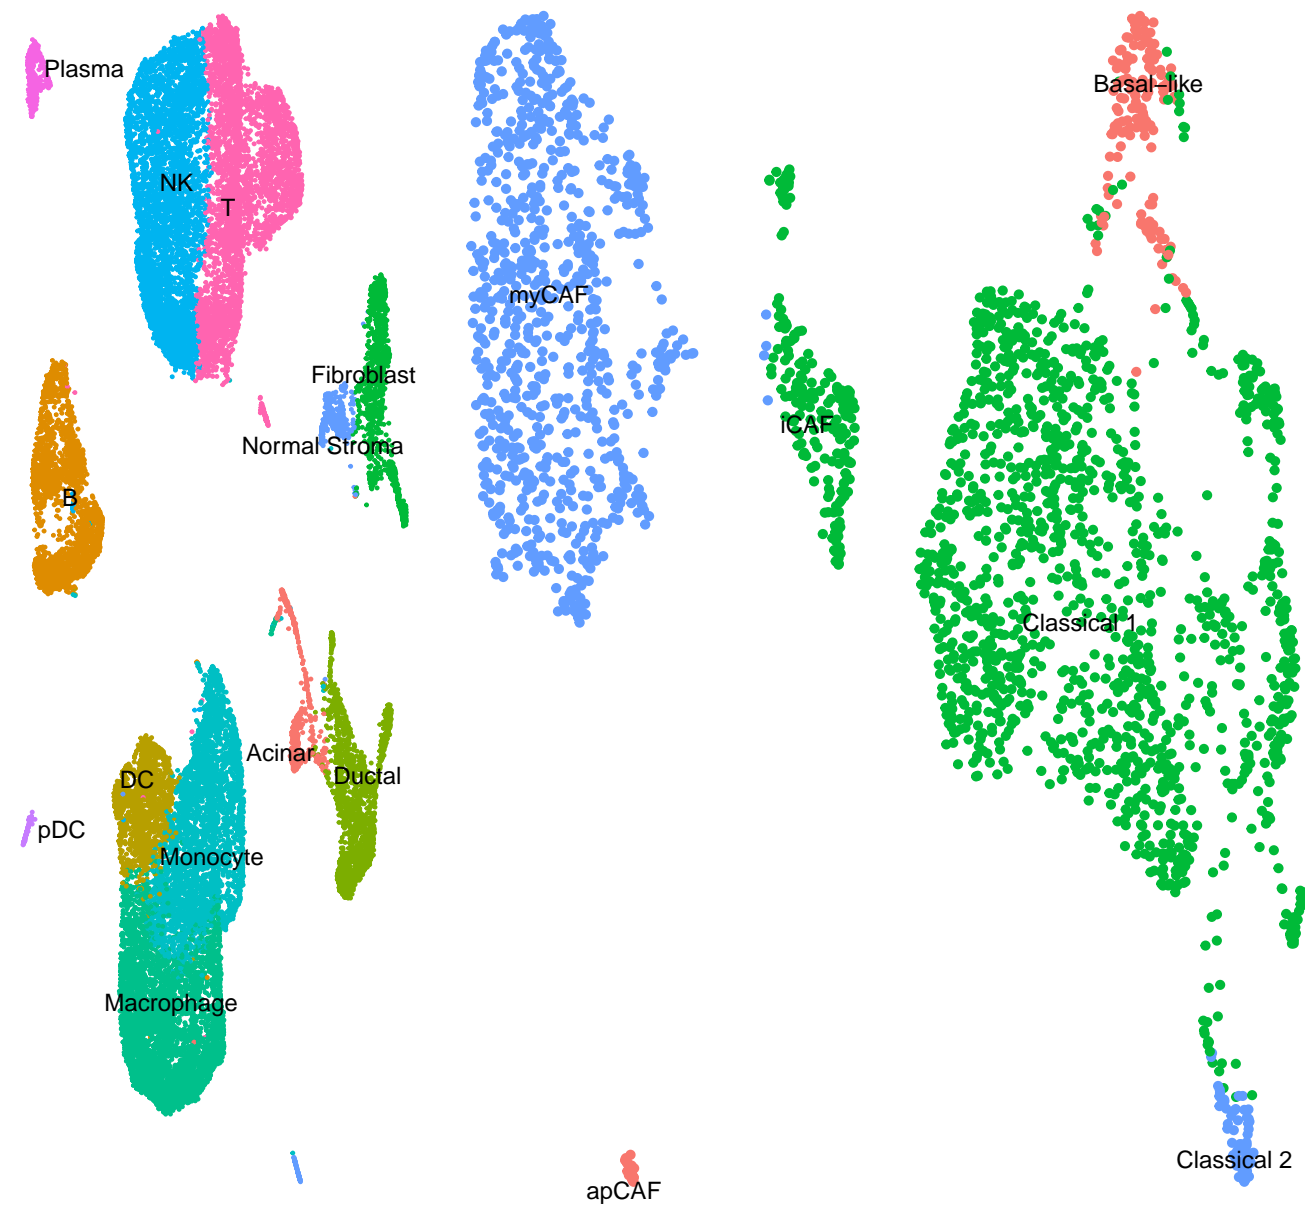 Plasma
Basal−like
NK
T
myCAF
Fibroblast
iCAF
Normal Stroma
B
Classical 1
Acinar
Ductal
DC
pDC
Monocyte
Macrophage
Classical 2
apCAF